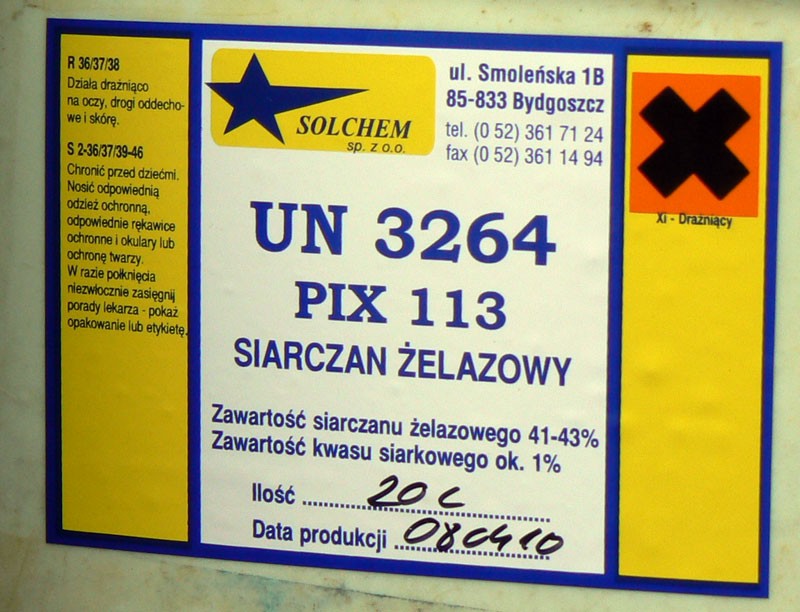 R 36/37/38
Działa drażniąco
na oczy, drogi oddecho-
we i skórę.
S 2-36/37/39-46
Chronić przed dziećmi.
Nosić odpowiednią
odzież ochronną,
odpowiednie rękawice
ochronne i okulary lub
ochronę twarzy.
W razie połknięcia
niezwłocznie zasięgnij
porady lekarza - pokaż
opakowanie lub etykietę.
SOLCHEM
sp. z o.o.
ul. Smoleńska 1B
85-833 Bydgoszcz
tel. (0 52) 361 71 24
fax (0 52) 361 14 94
UN 3264
PIX 113
SIARCZAN ŻELAZOWY
Zawartość siarczanu żelazowego 41-43%
Zawartość kwasu siarkowego ok. 1%
Ilość 20 L
Data produkcji 080410
Xi - Drażniący